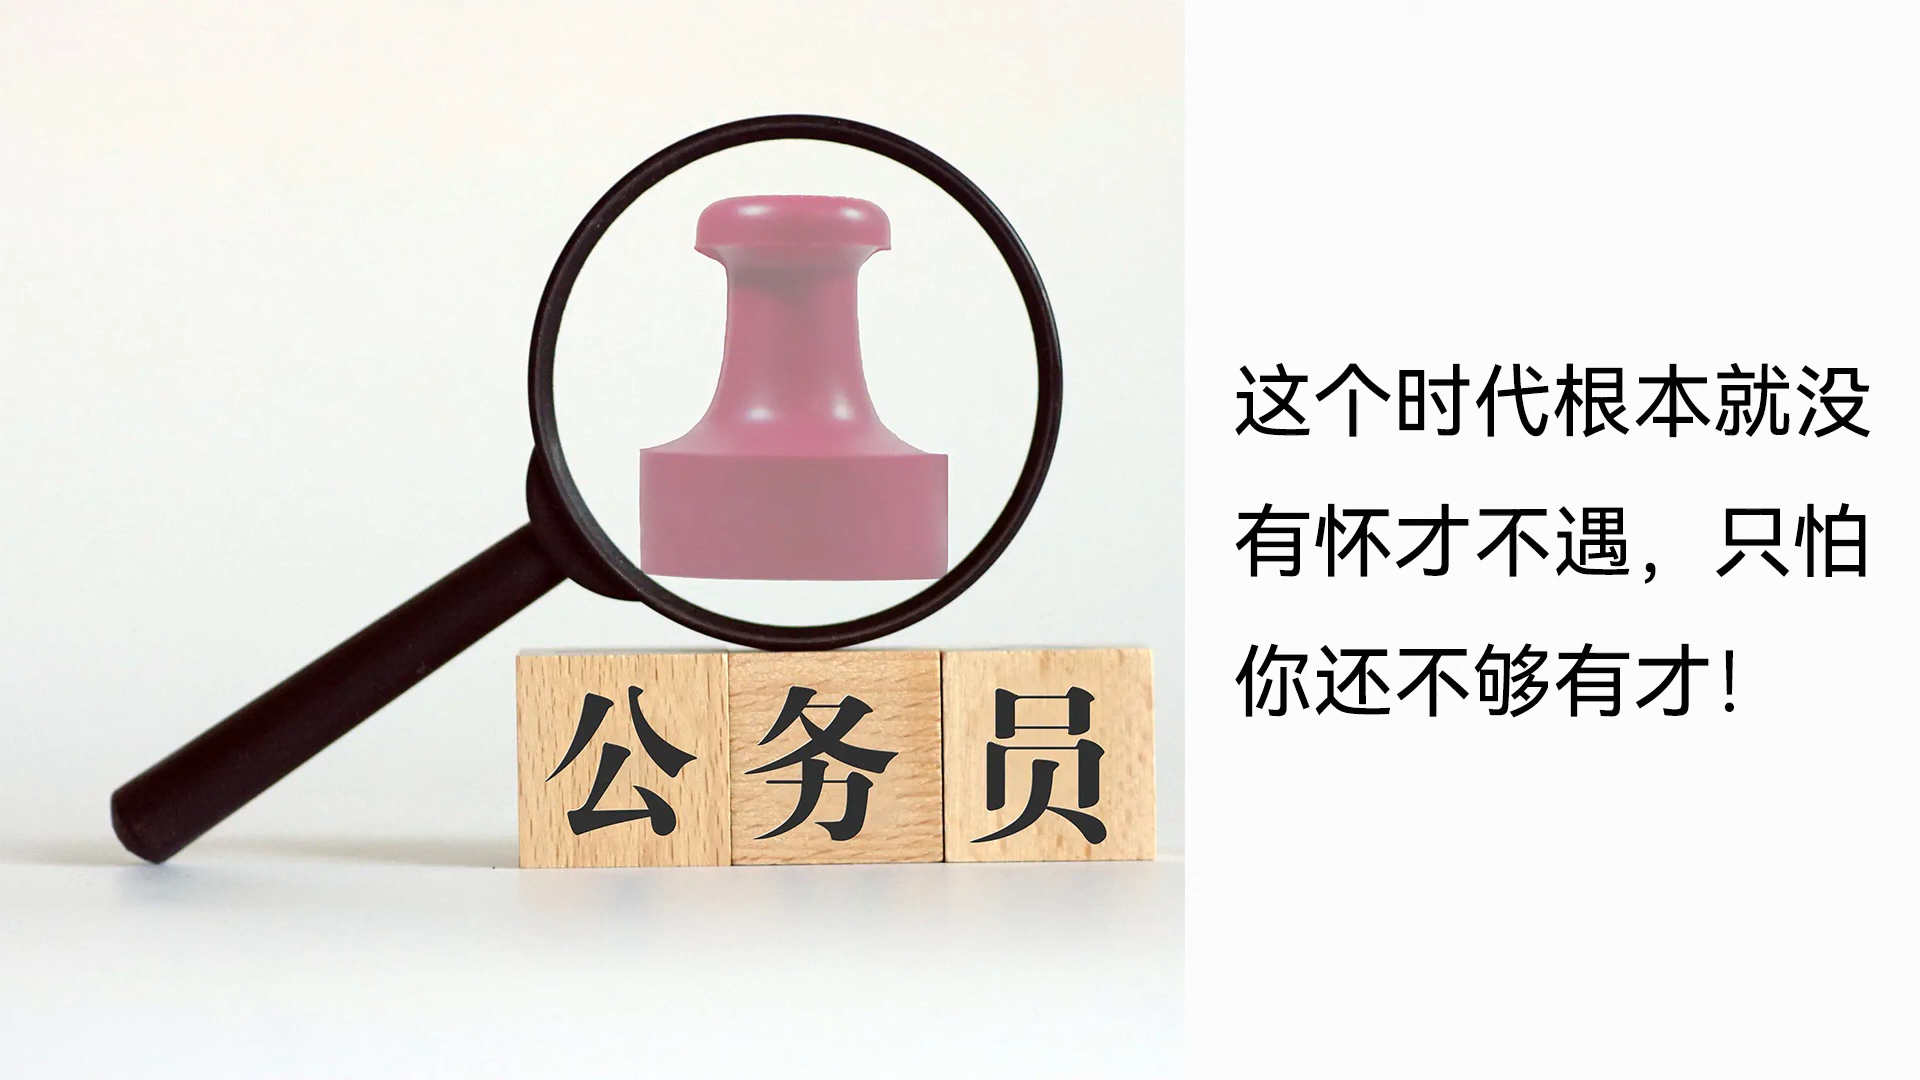 公务员
这个时代根本就没
有怀才不遇，只怕
你还不够有才！